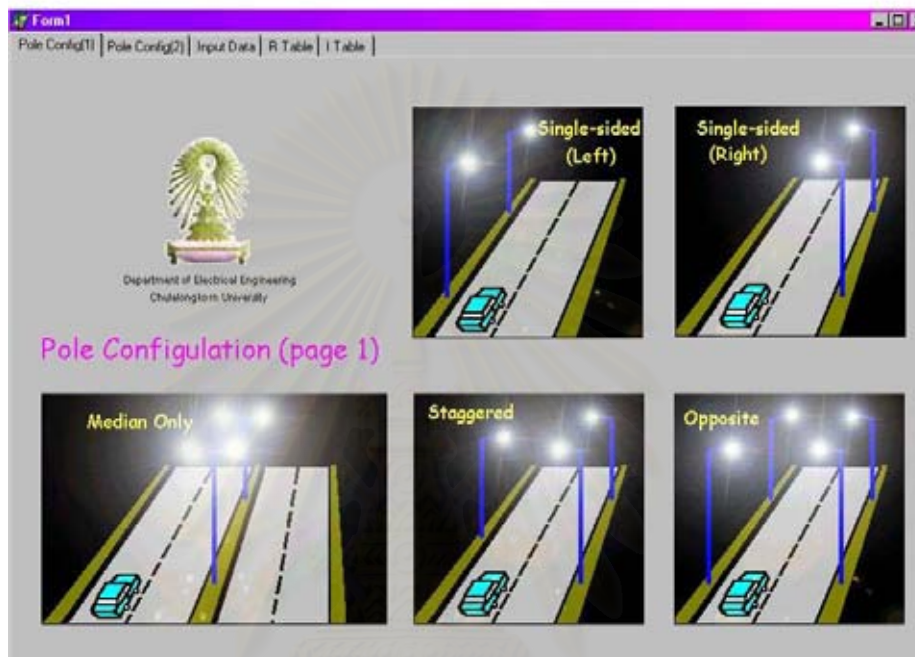 Form1
Pole Config(1) Pole Config(2) Input Data R Table I Table
Single-sided
(Left)
Single-sided
(Right)
Department of Electrical Engineering
Chulalongkorn University
Pole Configulation (page 1)
Median Only
Staggered
Opposite